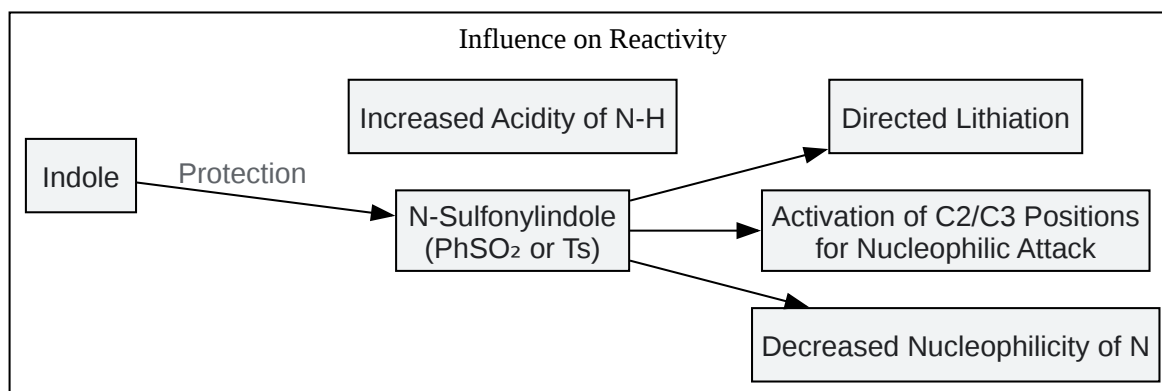 Influence on Reactivity
Increased Acidity of N-H
Directed Lithiation
Indole
Protection
N-Sulfonylindole
(PhSO₂ or Ts)
Activation of C2/C3 Positions
for Nucleophilic Attack
Decreased Nucleophilicity of N